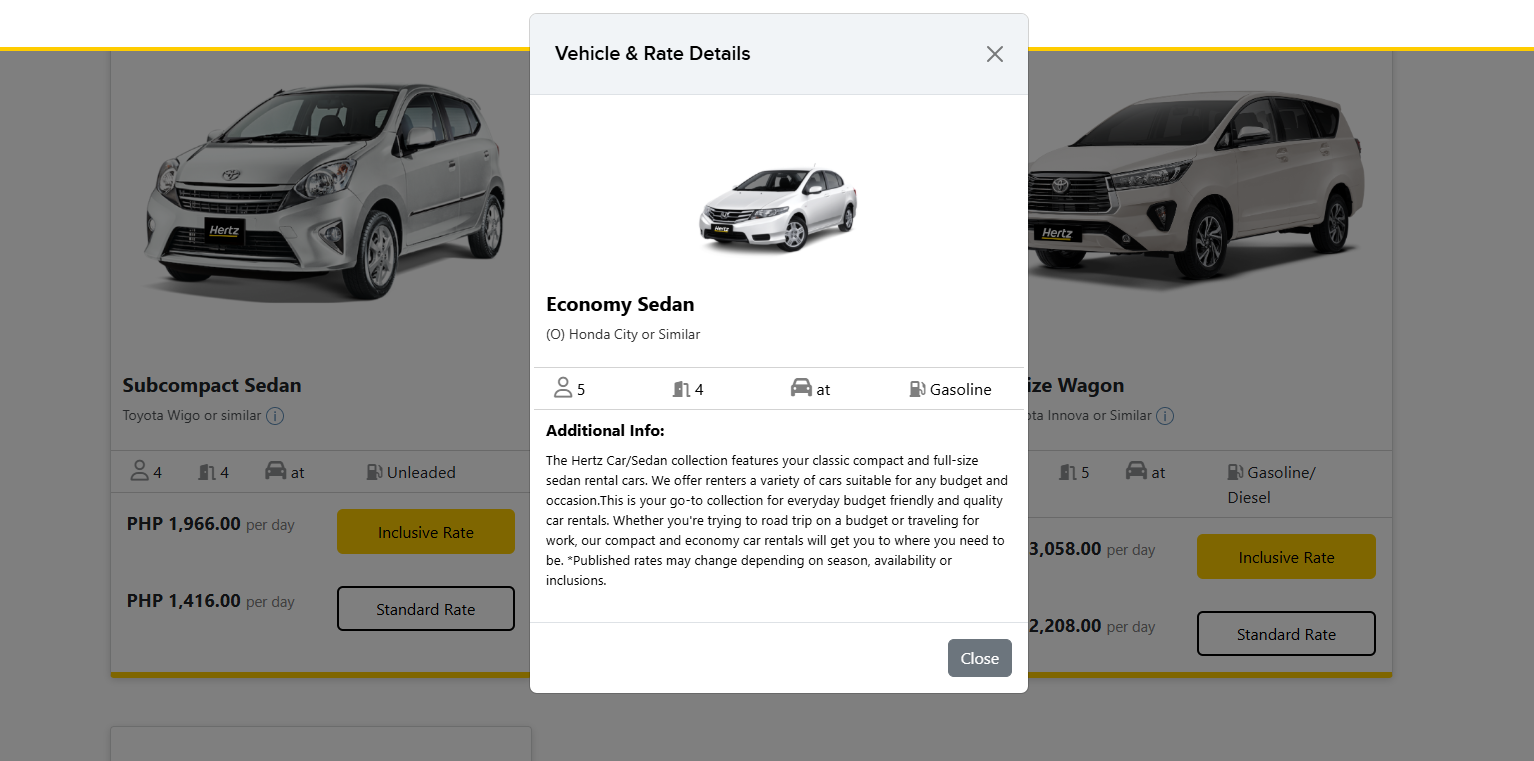 Vehicle & Rate Details
Hertz
Economy Sedan
(O) Honda City or Similar
5
4
at
Gasoline
Additional Info:
The Hertz Car/Sedan collection features your classic compact and full-size
sedan rental cars. We offer renters a variety of cars suitable for any budget and
occasion.This is your go-to collection for everyday budget friendly and quality
car rentals. Whether you're trying to road trip on a budget or traveling for
work, our compact and economy car rentals will get you to where you need to
be. *Published rates may change depending on season, availability or
inclusions.
Close
Hertz
Subcompact Sedan
Toyota Wigo or similar
4
4
at
Unleaded
PHP 1,966.00 per day
Inclusive Rate
PHP 1,416.00 per day
Standard Rate
Hertz
ize Wagon
ota Innova or Similar
5
at
Gasoline/
Diesel
3,058.00 per day
Inclusive Rate
2,208.00 per day
Standard Rate